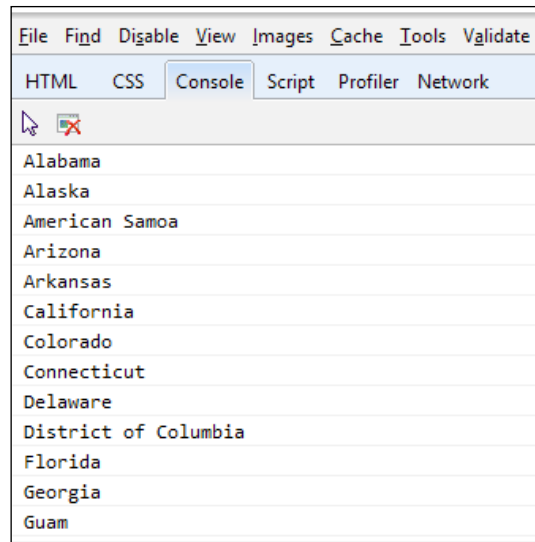 File Find Disable View Images Cache Tools Validate
HTML CSS Console Script Profiler Network
Alabama
Alaska
American Samoa
Arizona
Arkansas
California
Colorado
Connecticut
Delaware
District of Columbia
Florida
Georgia
Guam